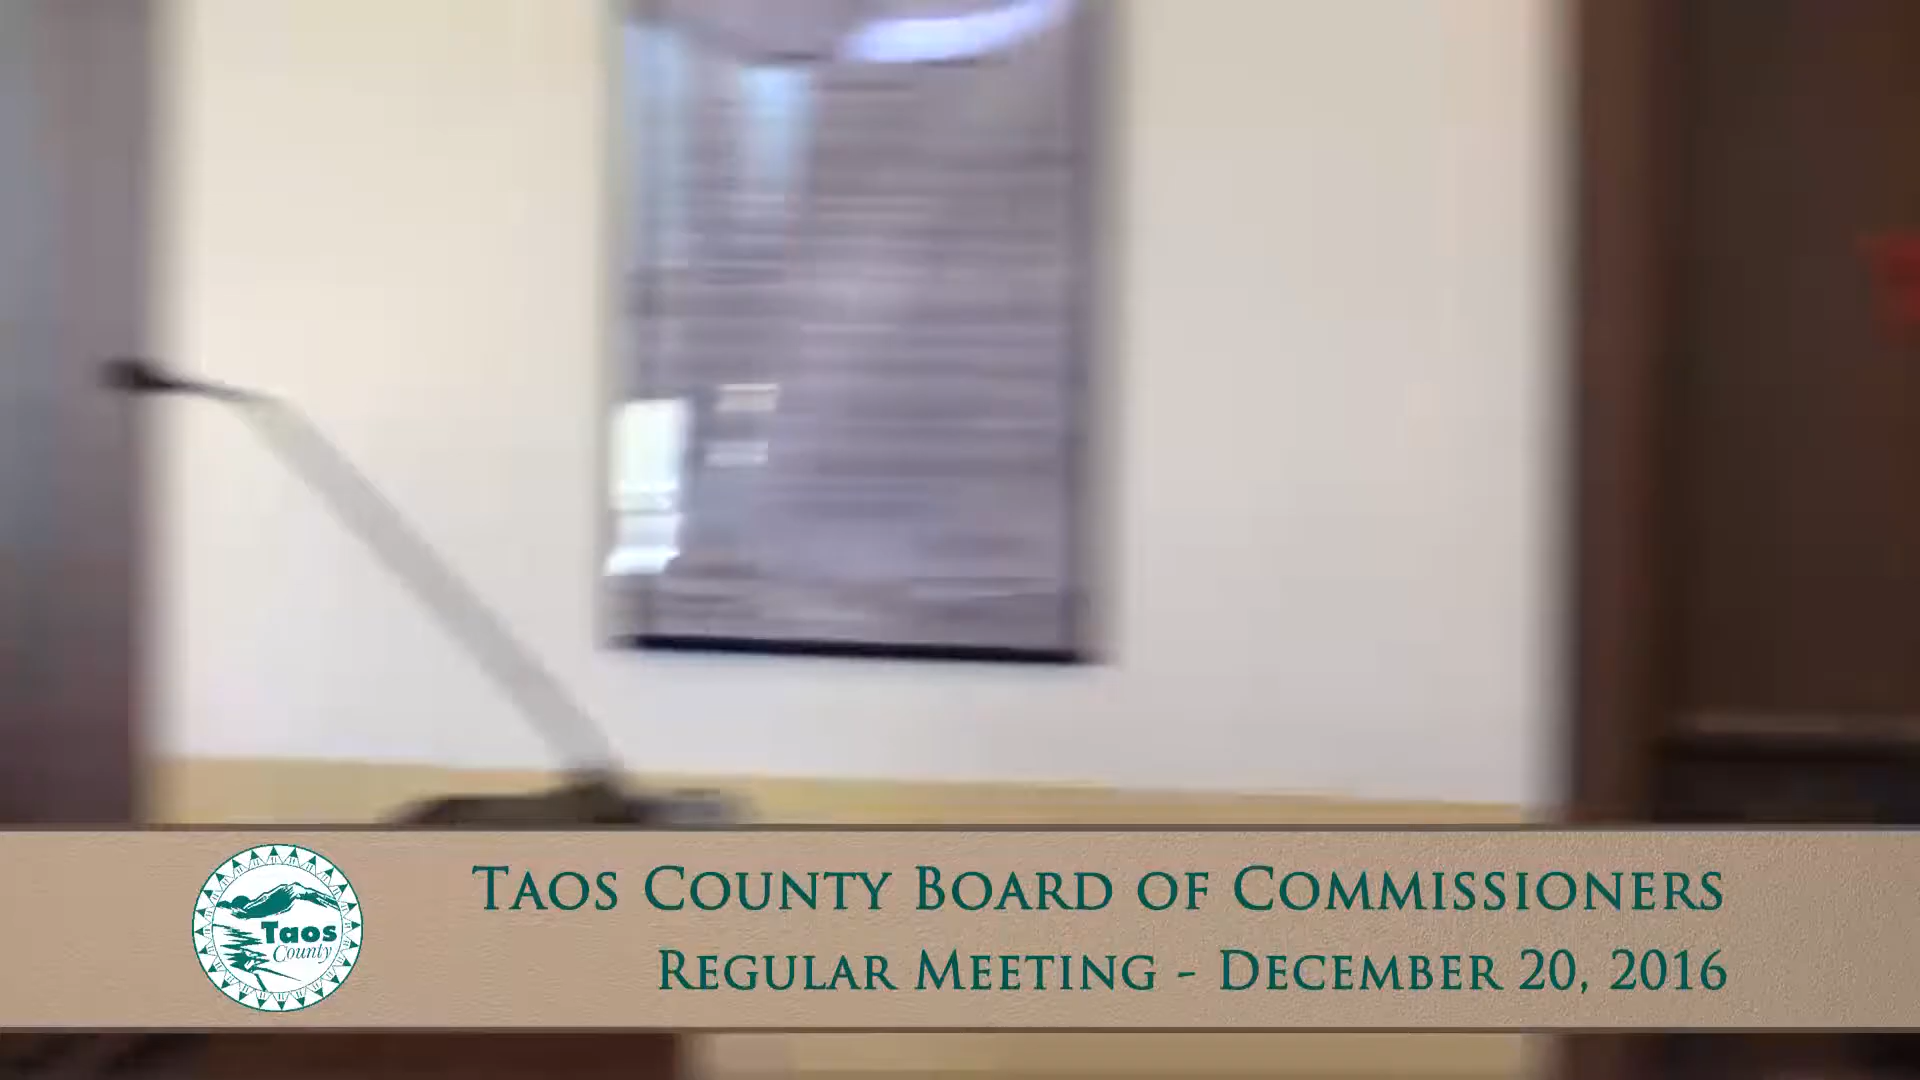 Taos
County
TAOS COUNTY BOARD OF COMMISSIONERS
REGULAR MEETING - DECEMBER 20, 2016